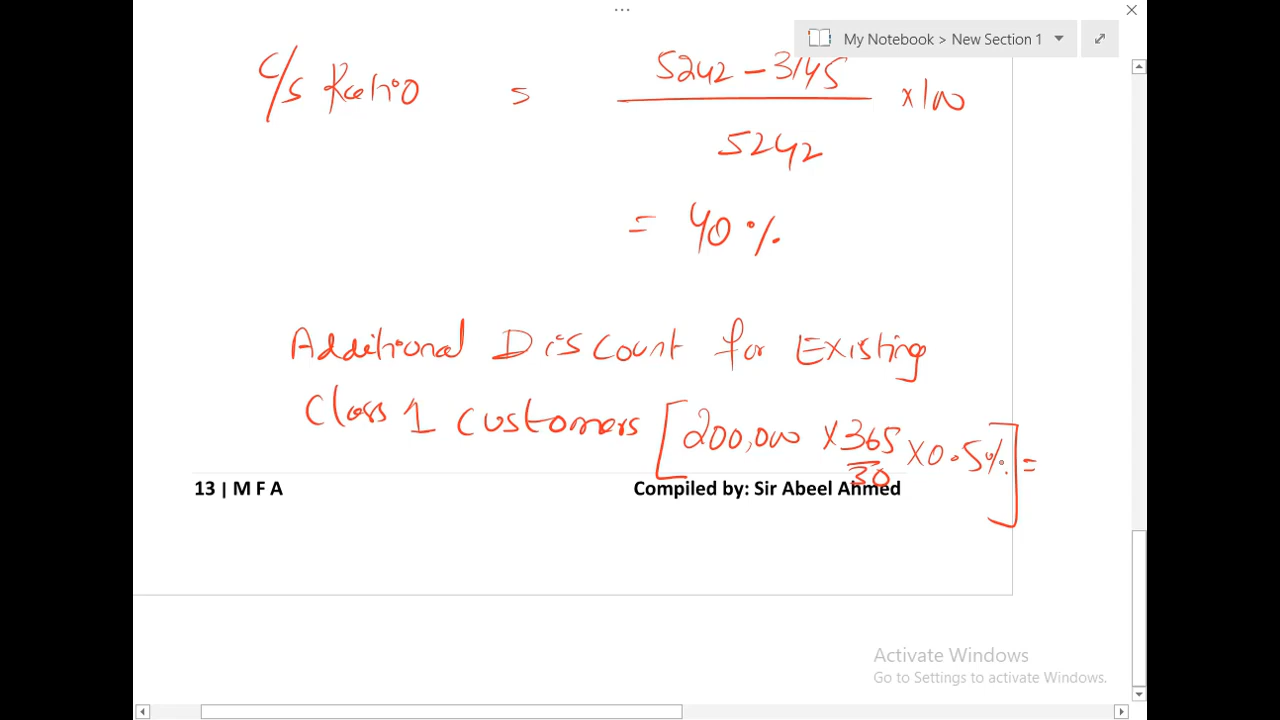 ...
My Notebook > New Section 1
C/S Ratio = 5242 - 3145 / 5242 x 100
= 40%
Additional Discount for Existing
Class 1 customers [200,000 x 365/30 x 0.5%] =
13 | M F A Compiled by: Sir Abeel Ahmed
Activate Windows
Go to Settings to activate Windows.